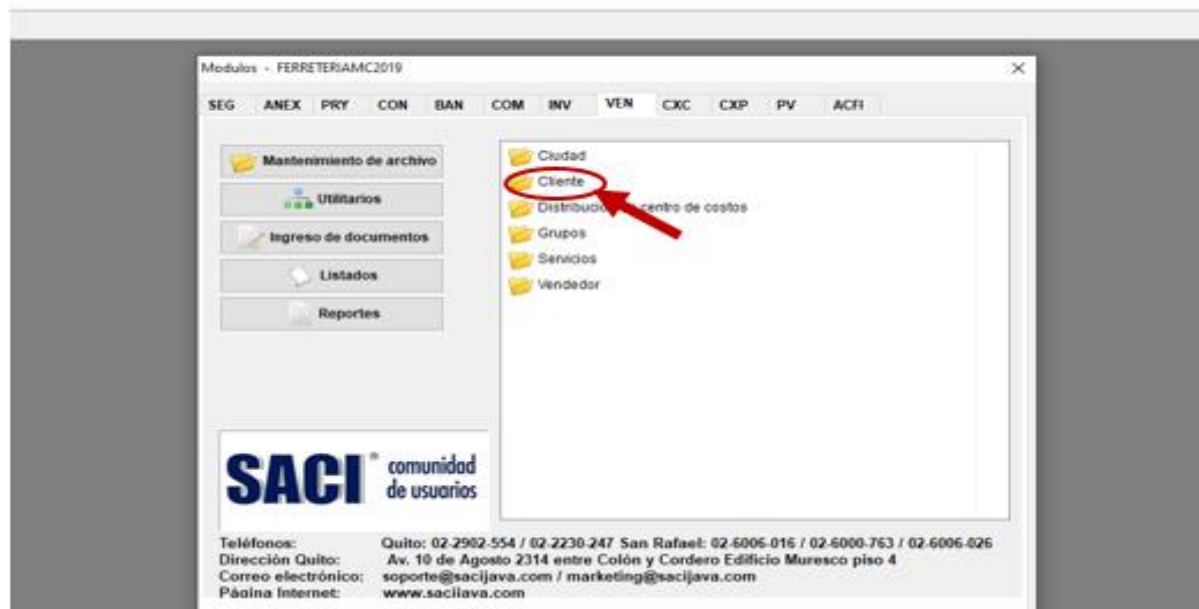 Modulos - FERRETERIAMC2019
SEG ANEX PRY CON BAN COM INV VEN CXC CXP PV ACFI
Mantenimiento de archivo
Utilitarios
Ingreso de documentos
Listados
Reportes
Ciudad
Cliente
Distribución centro de costos
Grupos
Servicios
Vendedor
SACI® comunidad
de usuarios
Teléfonos: Quito: 02-2902-554 / 02-2230-247 San Rafael: 02-6006-016 / 02-6000-763 / 02-6006-026
Dirección Quito: Av. 10 de Agosto 2314 entre Colón y Cordero Edificio Muresco piso 4
Correo electrónico: soporte@sacijava.com / marketing@sacijava.com
Página Internet: www.sacijava.com